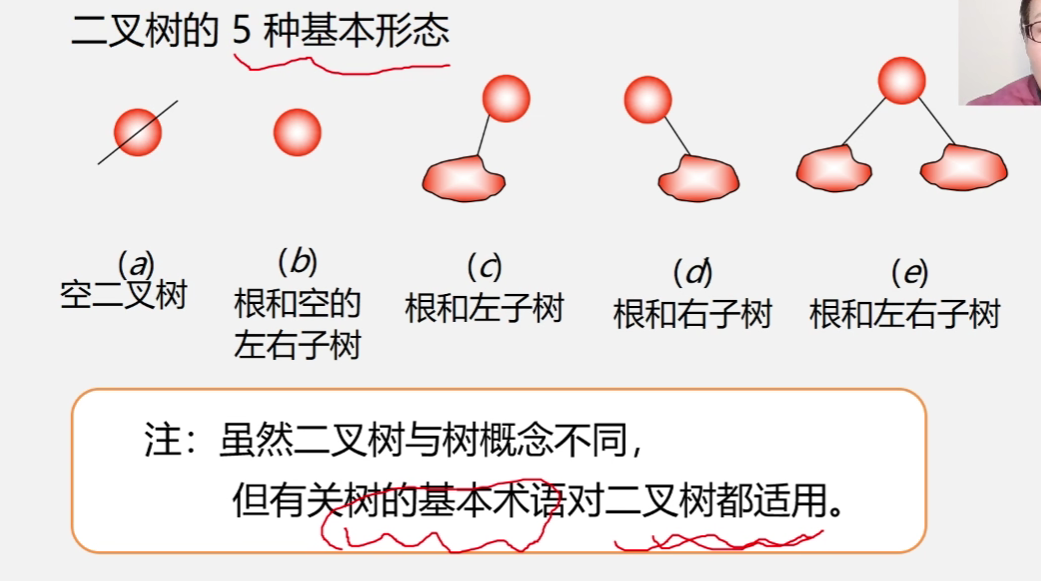 二叉树的 5 种基本形态
(a)
空二叉树
(b)
根和空的
左右子树
(c)
根和左子树
(d)
根和右子树
(e)
根和左右子树
注：虽然二叉树与树概念不同，
但有关树的基本术语对二叉树都适用。